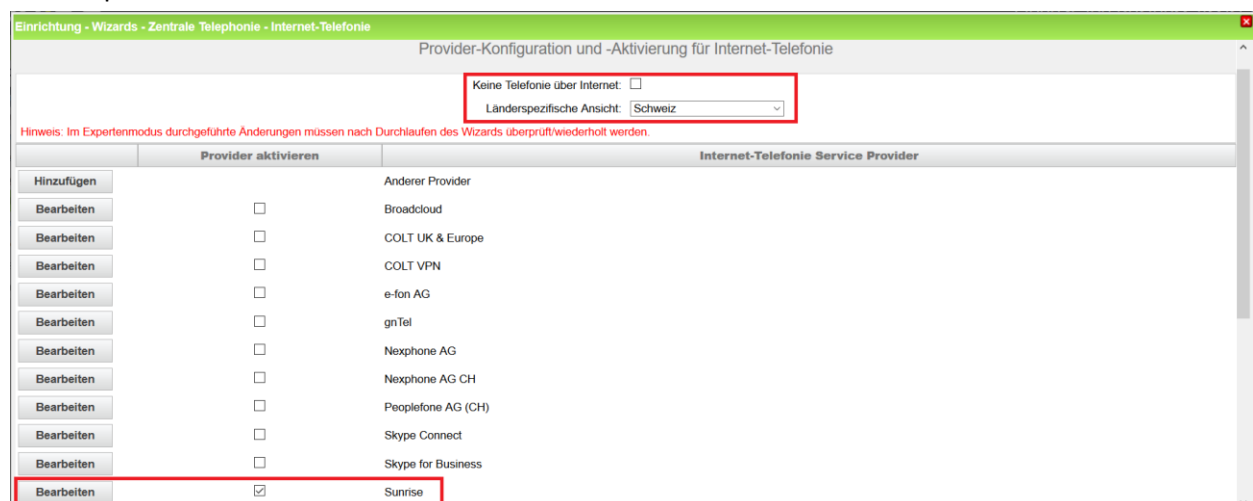 Einrichtung - Wizards - Zentrale Telephonie - Internet-Telefonie
Provider-Konfiguration und -Aktivierung für Internet-Telefonie
Keine Telefonie über Internet:
Länderspezifische Ansicht: Schweiz
Hinweis: Im Expertenmodus durchgeführte Änderungen müssen nach Durchlaufen des Wizards überprüft/wiederholt werden.
Provider aktivieren Internet-Telefonie Service Provider
Hinzufügen Anderer Provider
Bearbeiten Broadcloud
Bearbeiten COLT UK & Europe
Bearbeiten COLT VPN
Bearbeiten e-fon AG
Bearbeiten gnTel
Bearbeiten Nexphone AG
Bearbeiten Nexphone AG CH
Bearbeiten Peoplefone AG (CH)
Bearbeiten Skype Connect
Bearbeiten Skype for Business
Bearbeiten Sunrise